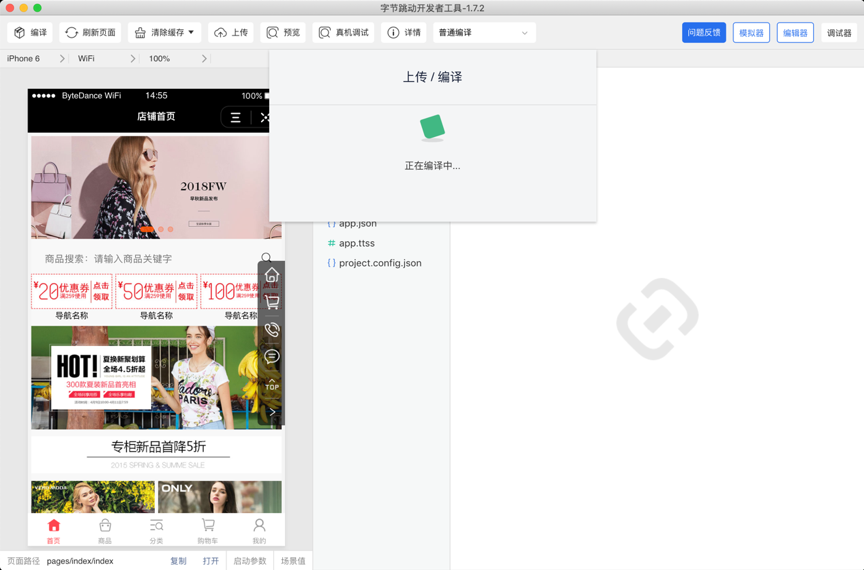 字节跳动开发者工具-1.7.2
编译
刷新页面
清除缓存
上传
预览
真机调试
详情
普通编译
问题反馈
模拟器
编辑器
调试器
iPhone 6
WiFi
100%
上传 / 编译
正在编译中...
ByteDance WiFi
14:55
100%
店铺首页
2018FW
早秋新品发布
app.json
app.ttss
project.config.json
商品搜索：请输入商品关键字
¥20优惠券 满259使用 点击领取
¥50优惠券 满259使用 点击领取
¥100优惠券
导航名称
导航名称
导航名称
HOT!
夏换新聚划算
全场4.5折起
300款夏装新品首亮相
j'adore
PARIS
TOP
专柜新品首降5折
2015 SPRING & SUMME SALE
ONLY
首页
商品
分类
购物车
我的
页面路径
pages/index/index
复制
打开
启动参数
场景值